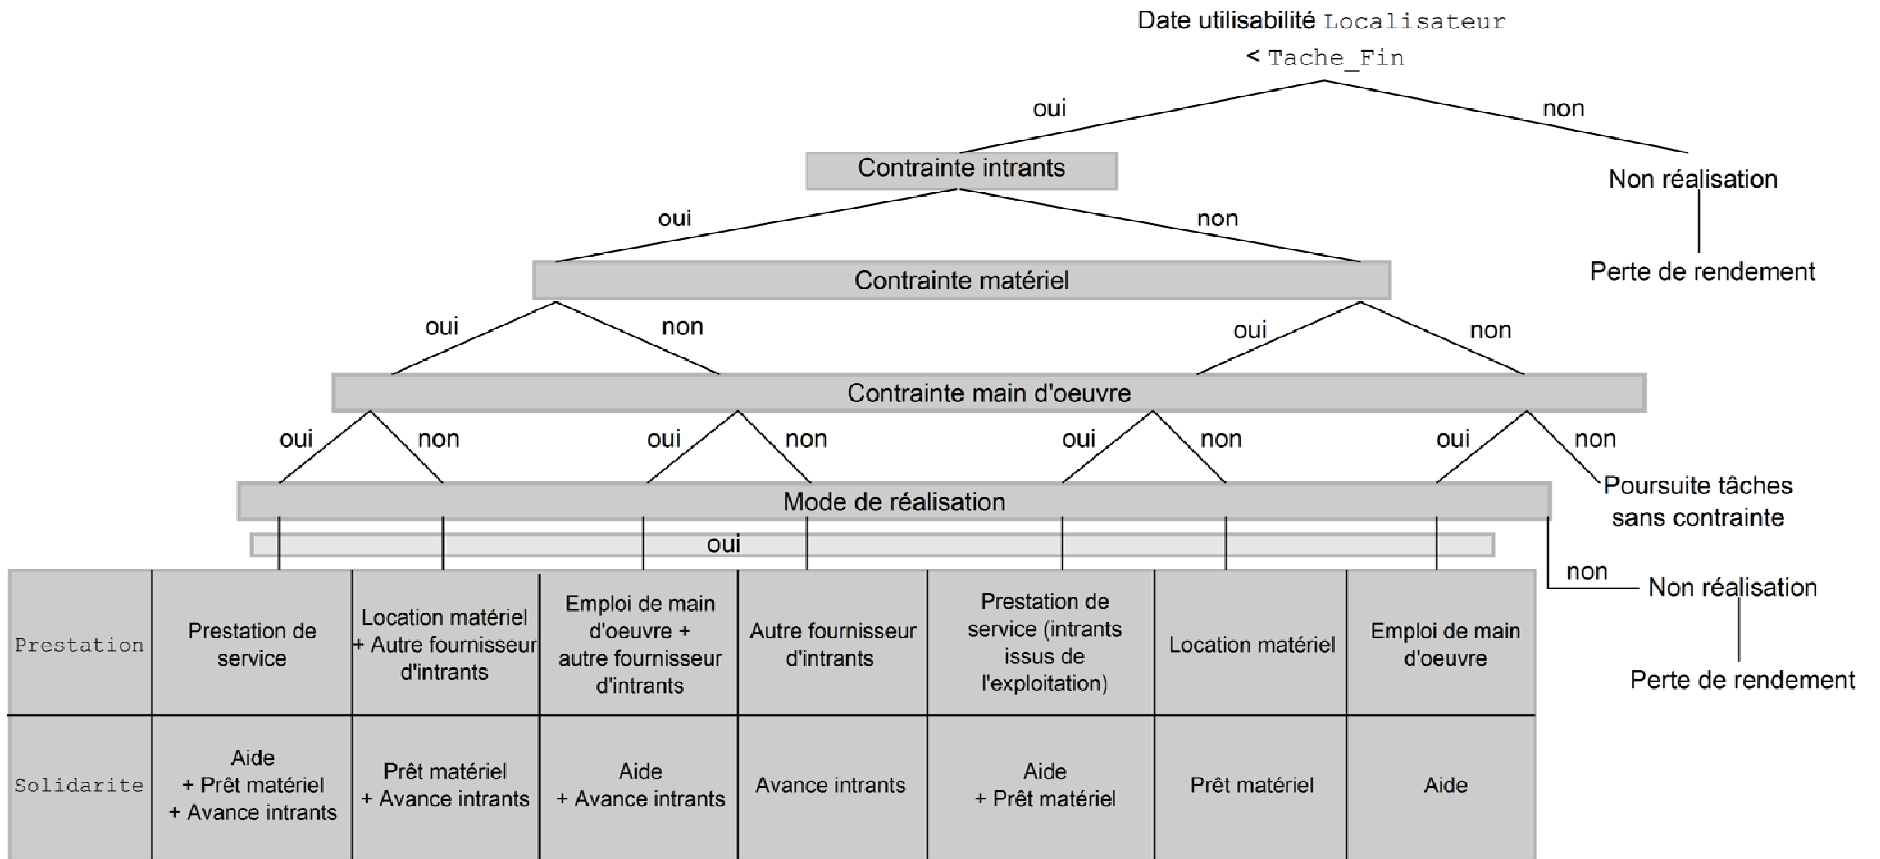 Date utilisabilité Localisateur
< Tache_Fin
oui
non
Contrainte intrants
Non réalisation
oui
non
Perte de rendement
Contrainte matériel
oui
non
oui
non
Contrainte main d'oeuvre
oui
non
oui
non
oui
non
oui
non
Poursuite tâches
sans contrainte
Mode de réalisation
oui
non
Non réalisation
Perte de rendement
Prestation
Prestation de
service
Location matériel
+ Autre fournisseur
d'intrants
Emploi de main
d'oeuvre +
autre fournisseur
d'intrants
Autre fournisseur
d'intrants
Prestation de
service (intrants
issus de
l'exploitation)
Location matériel
Emploi de main
d'oeuvre
Solidarite
Aide
+ Prêt matériel
+ Avance intrants
Prêt matériel
+ Avance intrants
Aide
+ Avance intrants
Avance intrants
Aide
+ Prêt matériel
Prêt matériel
Aide